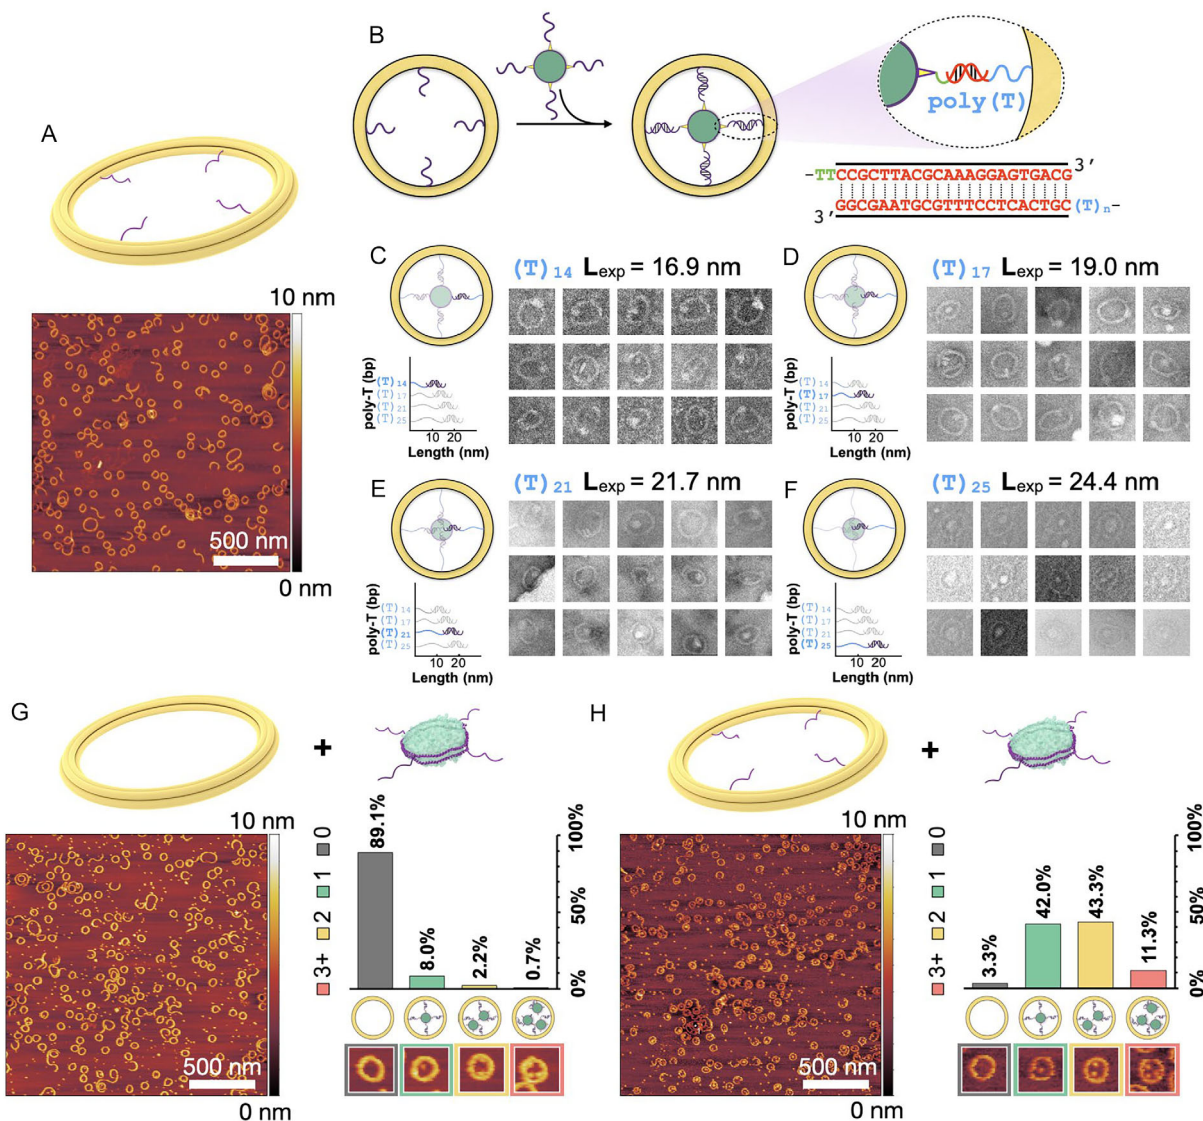 A
10 nm
500 nm
0 nm
B
poly(T)
–TTCCGCTTACGCAAAGGAGTGACG 3’
3’ GGCGAATGCGTTTCCTCACTGC(T)n–
C
(T)14 Lexp = 16.9 nm
poly-T (bp)
(T)14
(T)17
(T)21
(T)25
10 20
Length (nm)
D
(T)17 Lexp = 19.0 nm
poly-T (bp)
(T)14
(T)17
(T)21
(T)25
10 20
Length (nm)
E
(T)21 Lexp = 21.7 nm
poly-T (bp)
(T)14
(T)17
(T)21
(T)25
10 20
Length (nm)
F
(T)25 Lexp = 24.4 nm
poly-T (bp)
(T)14
(T)17
(T)21
(T)25
10 20
Length (nm)
G
+
10 nm
500 nm
0 nm
3+ 2 1 0
89.1%
8.0%
2.2%
0.7%
100%
50%
0%
H
+
10 nm
500 nm
0 nm
3+ 2 1 0
3.3%
42.0%
43.3%
11.3%
100%
50%
0%